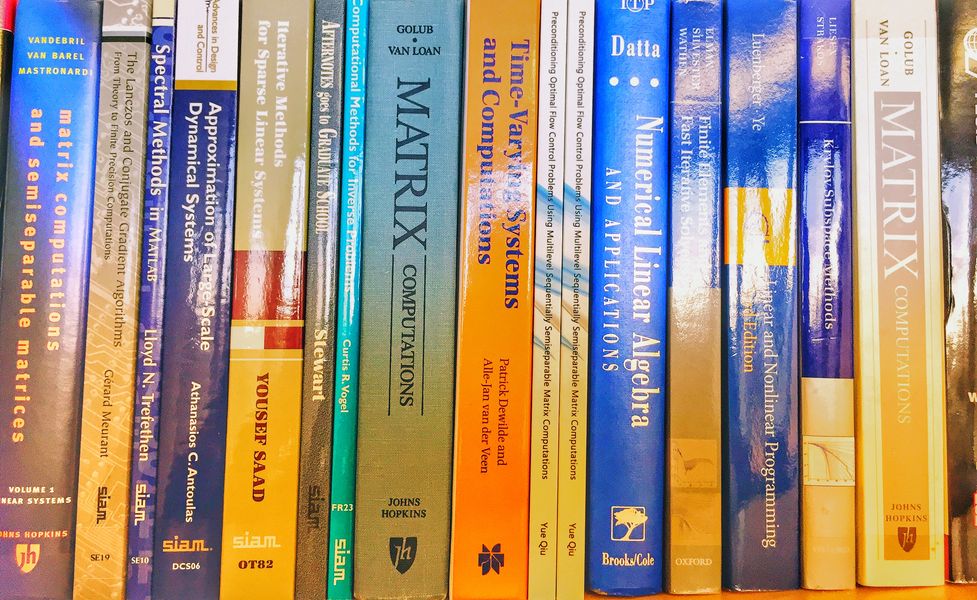 VANDEBRIL
VAN BAREL
MASTRONARDI
matrix computations
and semiseparable matrices
VOLUME 1
NEAR SYSTEMS
HNS HOPKINS
The Lanczos and Conjugate Gradient Algorithms
From Theory to Finite Precision Computations
Gérard Meurant
siam
SE19
Spectral Methods in MATLAB
Lloyd N. Trefethen
siam
SE10
Advances in Design
and Control
Approximation of Large-Scale
Dynamical Systems
Athanasios C. Antoulas
siam
DCS06
Iterative Methods
for Sparse Linear Systems
YOUSEF SAAD
siam
OT82
AFTERNOTES goes to GRADUATE SCHOOL
Stewart
siam
Computational Methods for Inverse Problems
Curtis R. Vogel
FR23
siam
GOLUB
VAN LOAN
MATRIX COMPUTATIONS
JOHNS
HOPKINS
Time-Varying Systems
and Computations
Patrick Dewilde and
Alle-Jan van der Veen
Preconditioning Optimal Flow Control Problems Using Multilevel Sequentially Semiseparable Matrix Computations
Yue Qiu
Preconditioning Optimal Flow Control Problems Using Multilevel Sequentially Semiseparable Matrix Computations
Yue Qiu
ITP
Datta
Numerical Linear Algebra
AND APPLICATIONS
Brooks/Cole
ELMAN
SILVESTER
WATHEN
Finite Elements
Fast Iterative Sol
OXFORD
Luenberger · Ye
Linear and Nonlinear Programming
Edition
LIESEN
STRAKOS
Krylov Subspace Methods
GOLUB
VAN LOAN
MATRIX COMPUTATIONS
JOHNS
HOPKINS